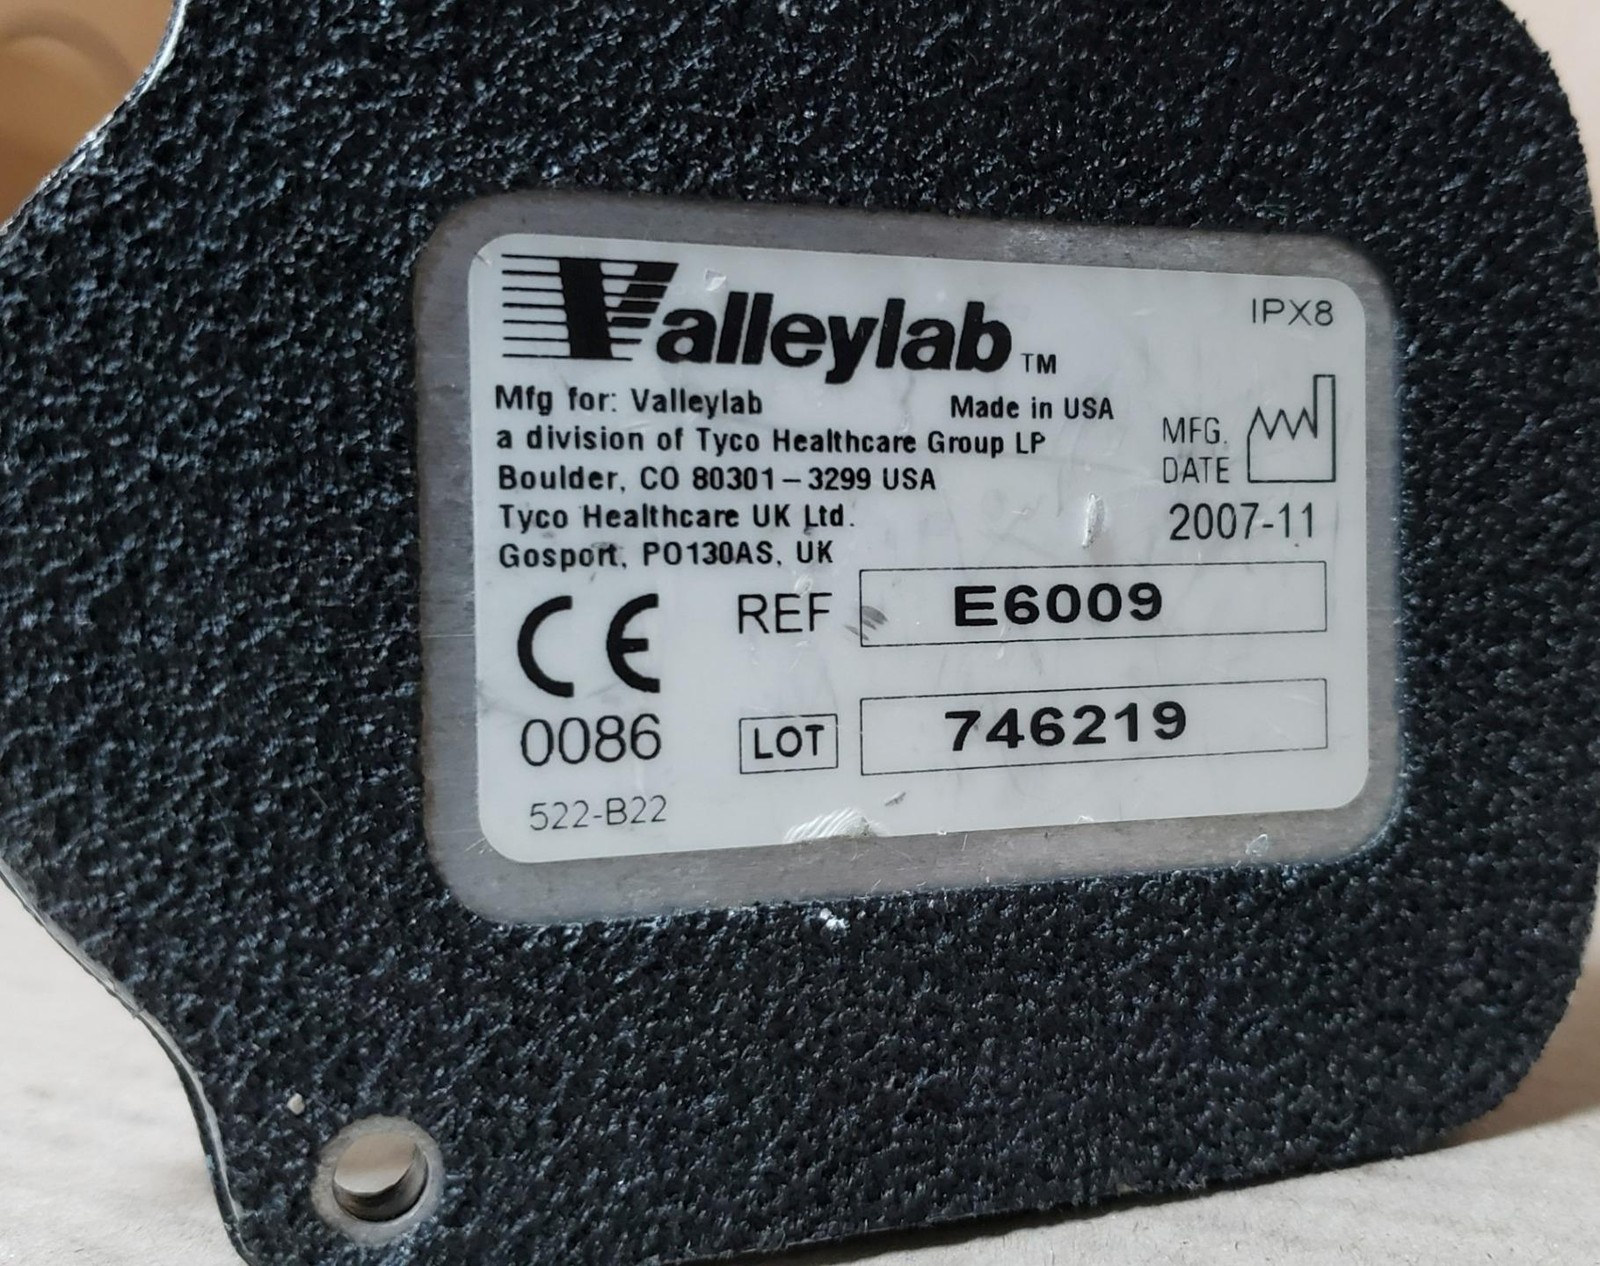 Valleylab™
IPX8
Mfg for: Valleylab Made in USA
a division of Tyco Healthcare Group LP
Boulder, CO 80301-3299 USA
Tyco Healthcare UK Ltd.
Gosport, PO130AS, UK
MFG.
DATE
2007-11
CE
0086
REF E6009
LOT 746219
522-B22